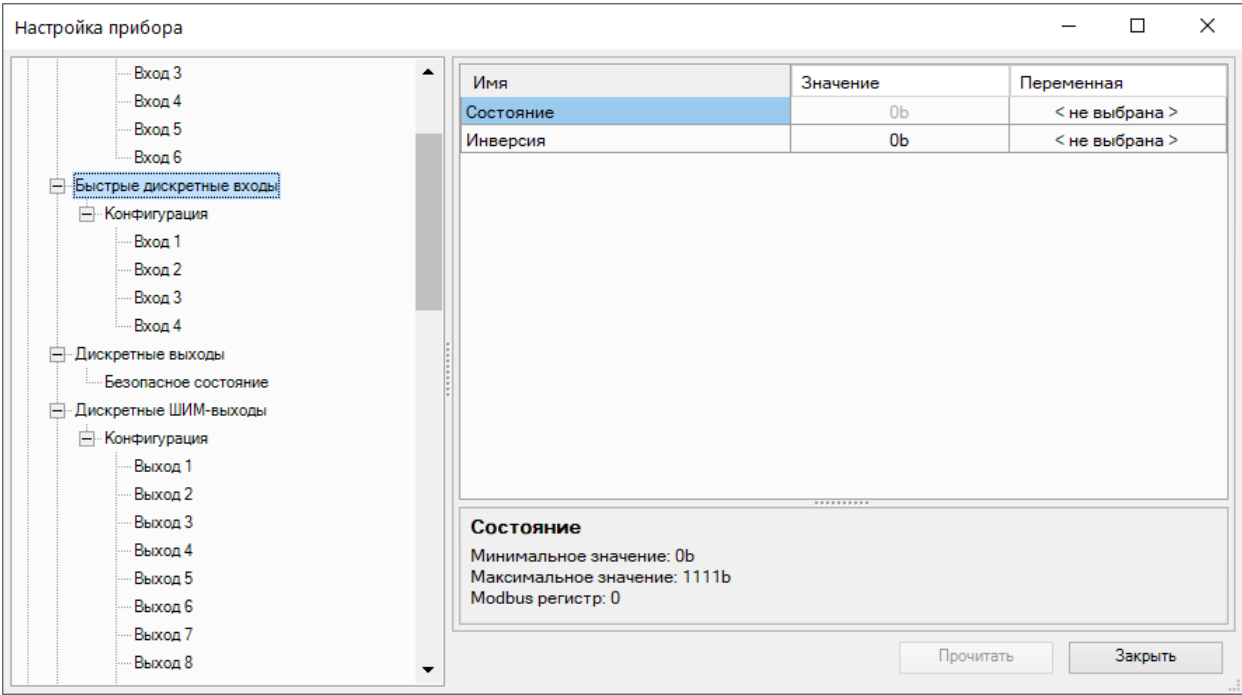 Настройка прибора
Вход 3
Вход 4
Вход 5
Вход 6
Быстрые дискретные входы
Конфигурация
Вход 1
Вход 2
Вход 3
Вход 4
Дискретные выходы
Безопасное состояние
Дискретные ШИМ-выходы
Конфигурация
Выход 1
Выход 2
Выход 3
Выход 4
Выход 5
Выход 6
Выход 7
Выход 8
Имя Значение Переменная
Состояние 0b < не выбрана >
Инверсия 0b < не выбрана >
Состояние
Минимальное значение: 0b
Максимальное значение: 1111b
Modbus регистр: 0
Прочитать Закрыть